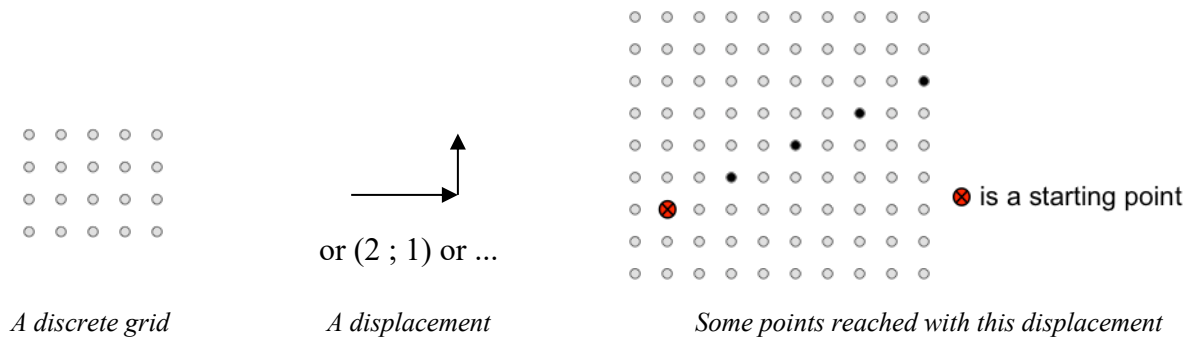 is a starting point
or (2 ; 1) or ...
A discrete grid
A displacement
Some points reached with this displacement